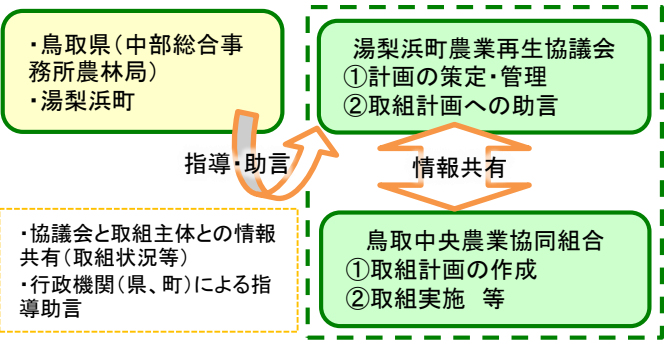 ・鳥取県(中部総合事
務所農林局)
・湯梨浜町
湯梨浜町農業再生協議会
①計画の策定・管理
②取組計画への助言
指導・助言
情報共有
・協議会と取組主体との情報
共有(取組状況等)
・行政機関(県、町)による指
導助言
鳥取中央農業協同組合
①取組計画の作成
②取組実施 等